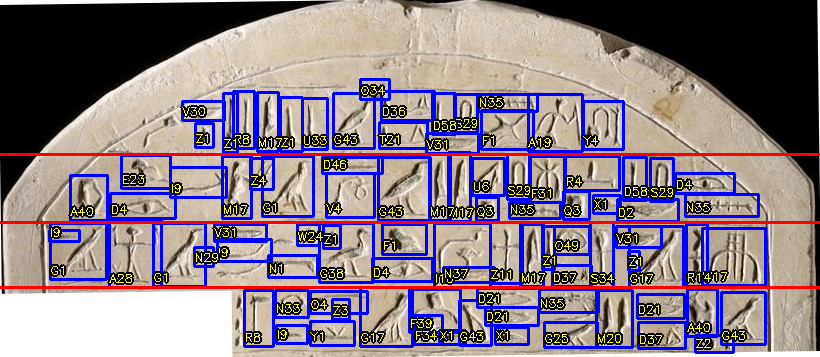 V30 Z1 Z1 R8 M17 Z1 U33 G43 O34 D36 T21 V31 D58 S29 N35 F1 A19 Y4
A40 E23 D4 I9 M17 Z4 G1 D46 V4 G43 M17 M17 U6 Q3 S29 N35 F31 R4 Q3 X1 D58 D2 S29 D4 N35
I9 G1 A28 G1 N29 V31 I9 W24 Z1 N1 G38 F1 D4 N37 Z11 M17 Z1 O49 D37 S34 V31 Z1 G17 R14
R8 N33 I9 O4 Z3 Y1 G17 F39 F34 X1 G43 D21 D21 X1 N35 G25 M20 D21 D37 A40 Z2 G43